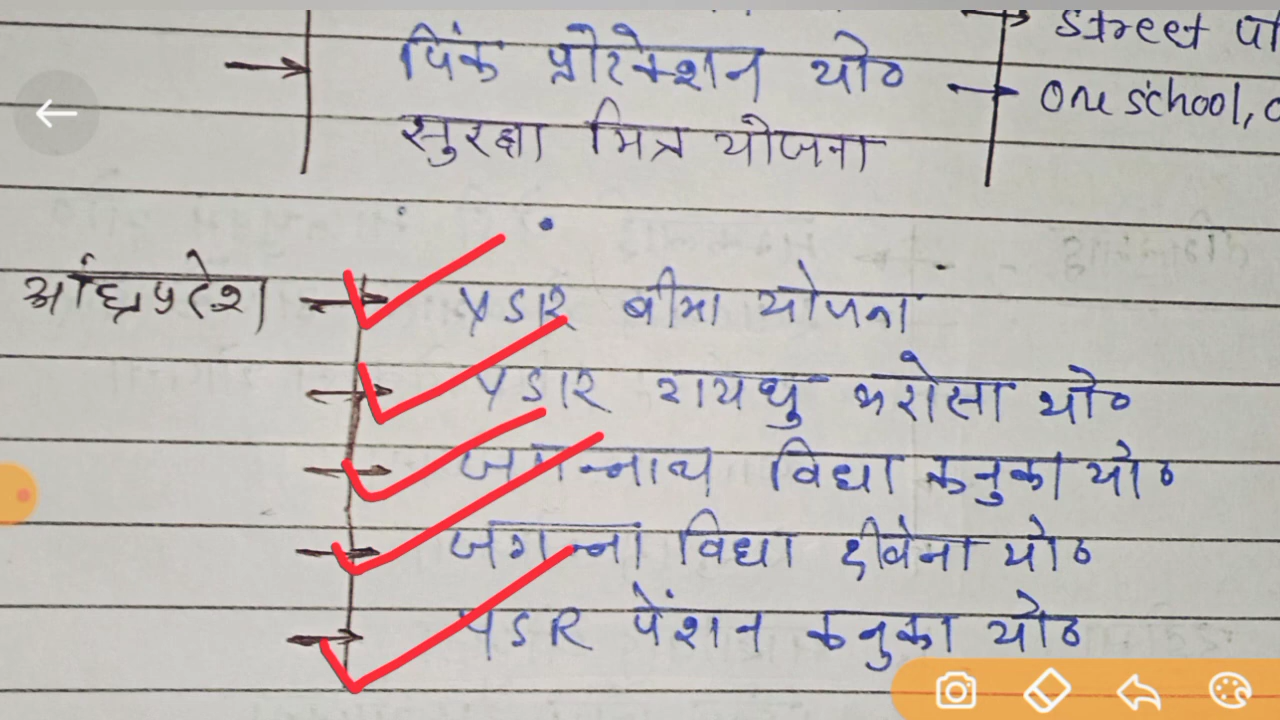 street
पिंक प्रोटेक्शन यो०
one school,
सुरक्षा मित्र योजना
आंध्रप्रदेश → YSR बीमा योजना
→ YSR रायथु भरोसा यो०
→ जगन्नाथ विधा कनुका यो०
→ जगन्ना विधा दीवेना यो०
→ YSR पेंशन कनुका यो०